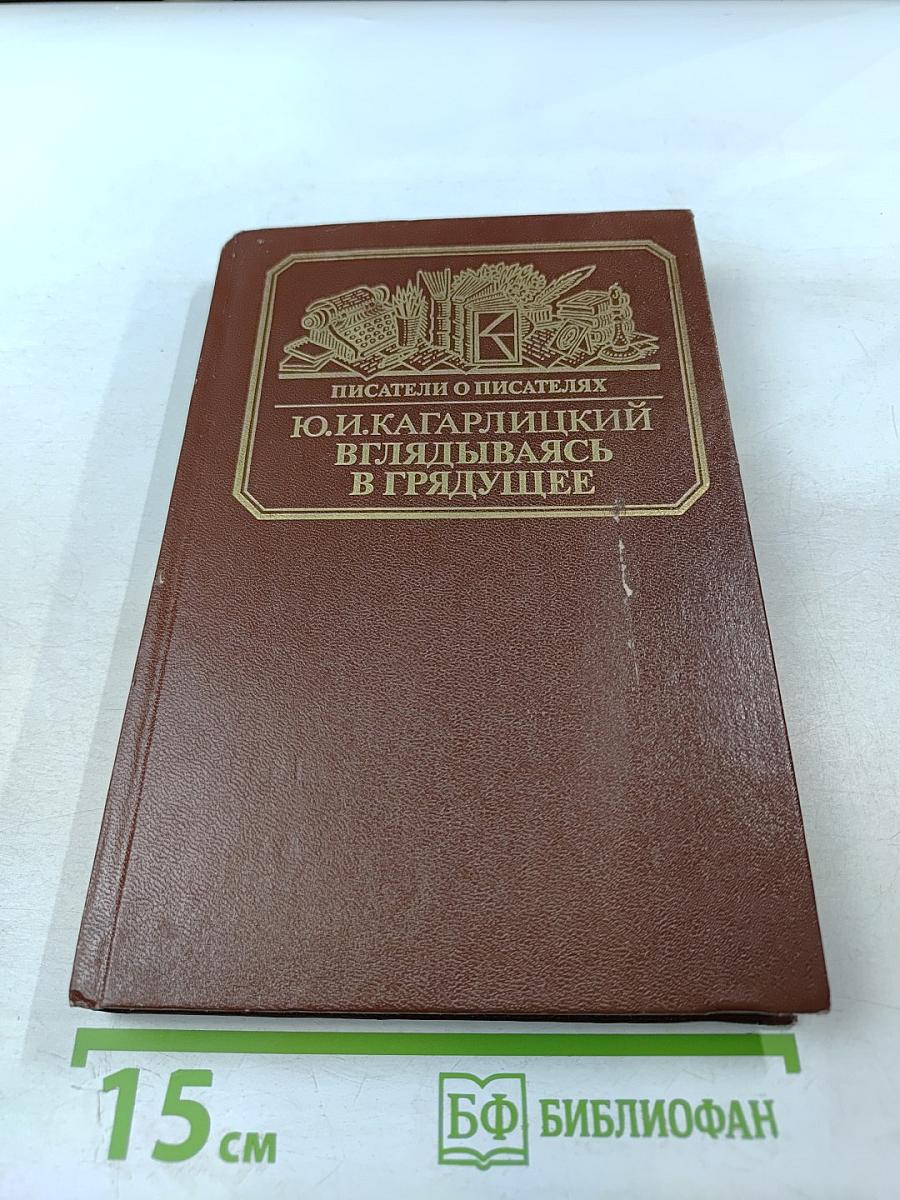 К
ПИСАТЕЛИ О ПИСАТЕЛЯХ
Ю.И.КАГАРЛИЦКИЙ
ВГЛЯДЫВАЯСЬ
В ГРЯДУЩЕЕ
15 см
БФ БИБЛИОФАН